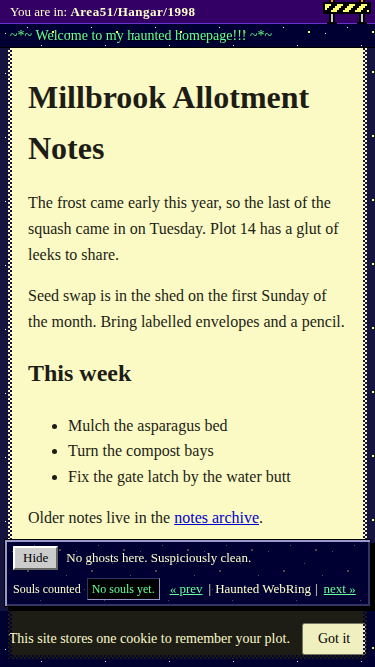 You are in: Area51/Hangar/1998
~*~ Welcome to my haunted homepage!!! ~*~
Millbrook Allotment
Notes
The frost came early this year, so the last of the
squash came in on Tuesday. Plot 14 has a glut of
leeks to share.
Seed swap is in the shed on the first Sunday of
the month. Bring labelled envelopes and a pencil.
This week
• Mulch the asparagus bed
• Turn the compost bays
• Fix the gate latch by the water butt
Older notes live in the notes archive.
Hide No ghosts here. Suspiciously clean.
Souls counted No souls yet. « prev | Haunted WebRing | next »
This site stores one cookie to remember your plot. Got it